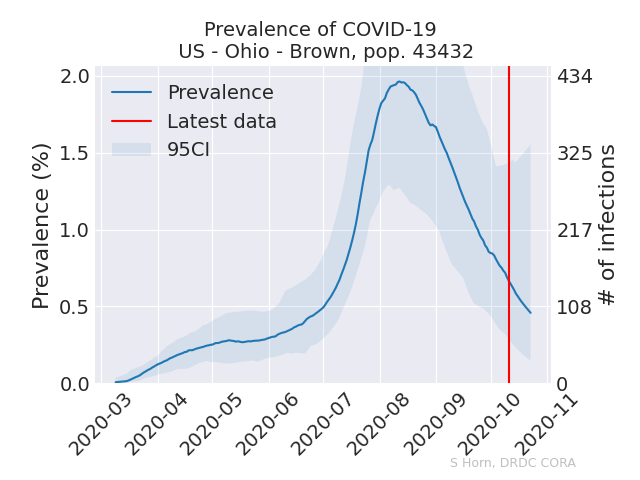 Prevalence of COVID-19
US - Ohio - Brown, pop. 43432
Prevalence
Latest data
95CI
Prevalence (%)
2.0
1.5
1.0
0.5
0.0
434
325
217
108
0
# of infections
2020-03
2020-04
2020-05
2020-06
2020-07
2020-08
2020-09
2020-10
2020-11
S Horn, DRDC CORA